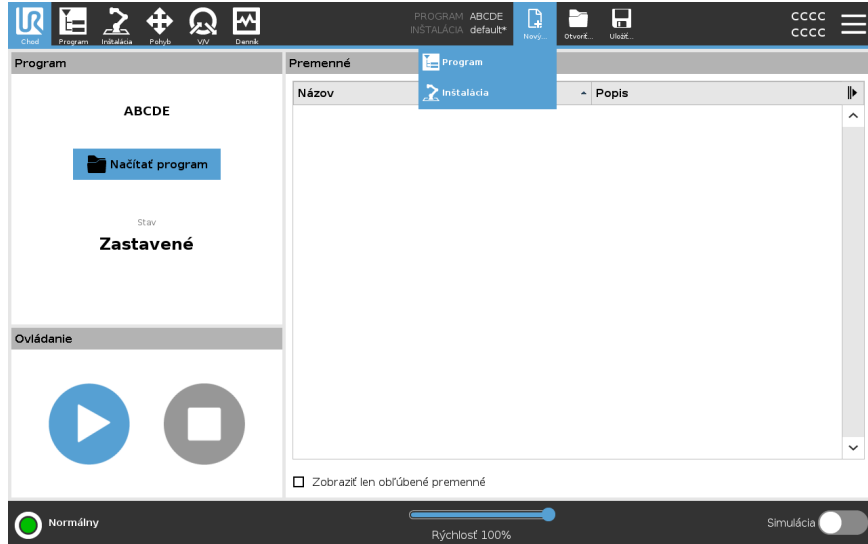 UR
Chod
Program
Inštalácia
Pohyb
V/V
Denník
PROGRAM ABCDE
INŠTALÁCIA default*
Nový...
Otvoriť...
Uložiť...
CCCC
CCCC
Program
Premenné
Program
Inštalácia
Názov
Popis
ABCDE
Načítať program
Stav
Zastavené
Ovládanie
Zobraziť len obľúbené premenné
Normálny
Rýchlosť 100%
Simulácia